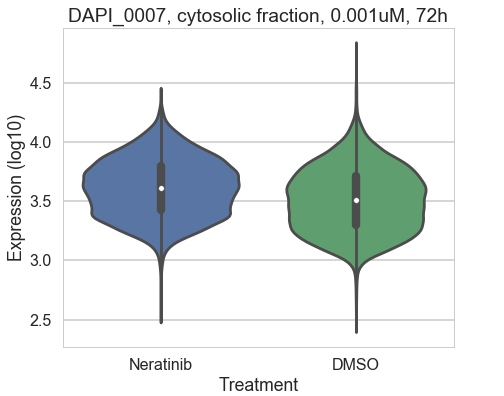 DAPI_0007, cytosolic fraction, 0.001uM, 72h
Expression (log10)
4.5
4.0
3.5
3.0
2.5
Neratinib
DMSO
Treatment